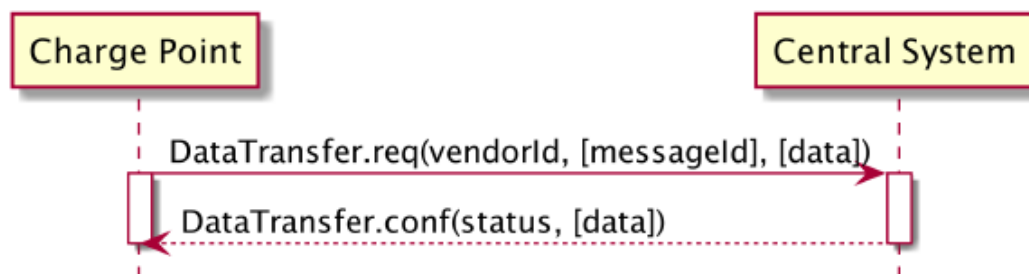 Charge Point
Central System
DataTransfer.req(vendorId, [messageId], [data])
DataTransfer.conf(status, [data])